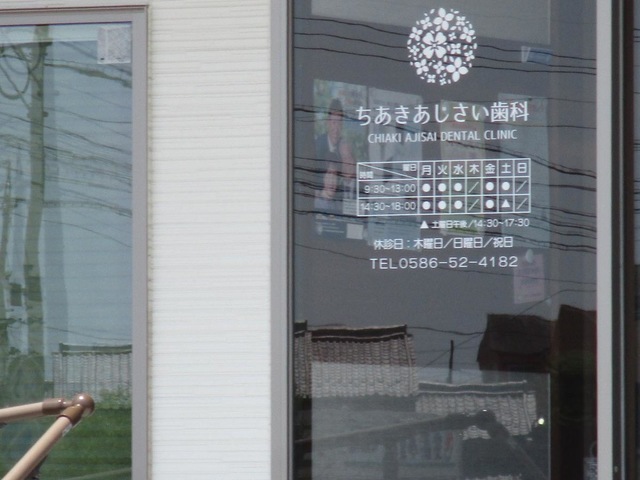 ちあきあじさい歯科
CHIAKI AJISAI DENTAL CLINIC
時間 曜日 月 火 水 木 金 土 日
9:30~13:00 ● ● ● ／ ● ● ／
14:30~18:00 ● ● ● ／ ● ▲ ／
▲ 土曜日午後／14:30~17:30
休診日：木曜日／日曜日／祝日
TEL0586-52-4182